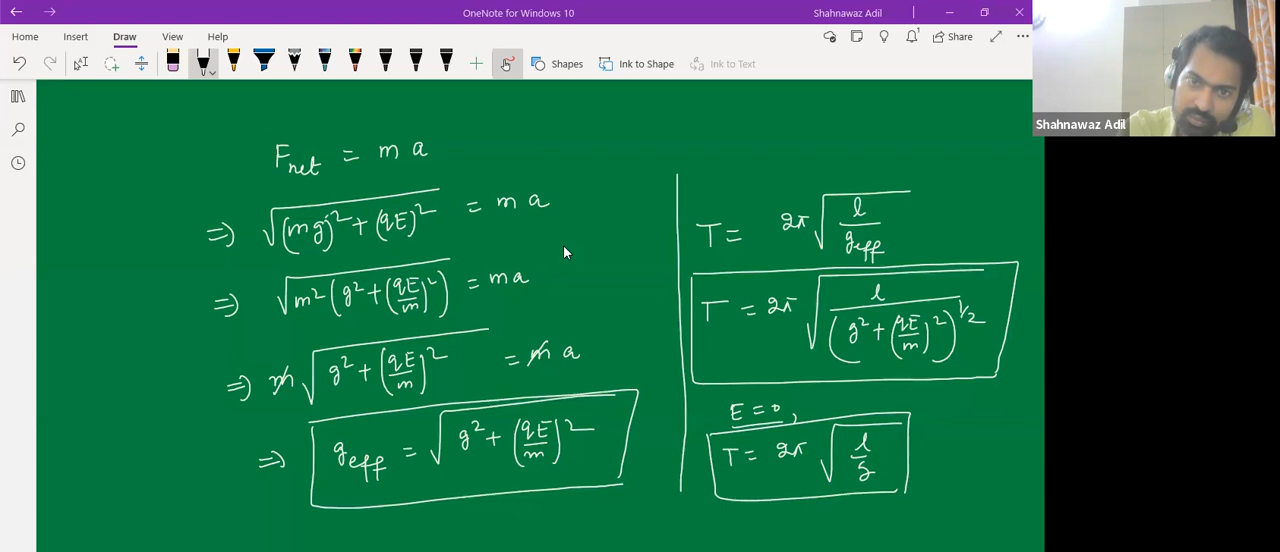 OneNote for Windows 10
Shahnawaz Adil
Home Insert Draw View Help
Share
Shapes Ink to Shape Ink to Text
Shahnawaz Adil
F_net = m a
⇒ √((mg)² + (qE)²) = m a
⇒ √(m² (g² + (qE/m)²)) = m a
⇒ m √(g² + (qE/m)²) = m a
⇒ g_eff = √(g² + (qE/m)²)
T = 2π √(l/g_eff)
T = 2π √(l/(g² + (qE/m)²)^1/2)
E = 0,
T = 2π √(l/g)